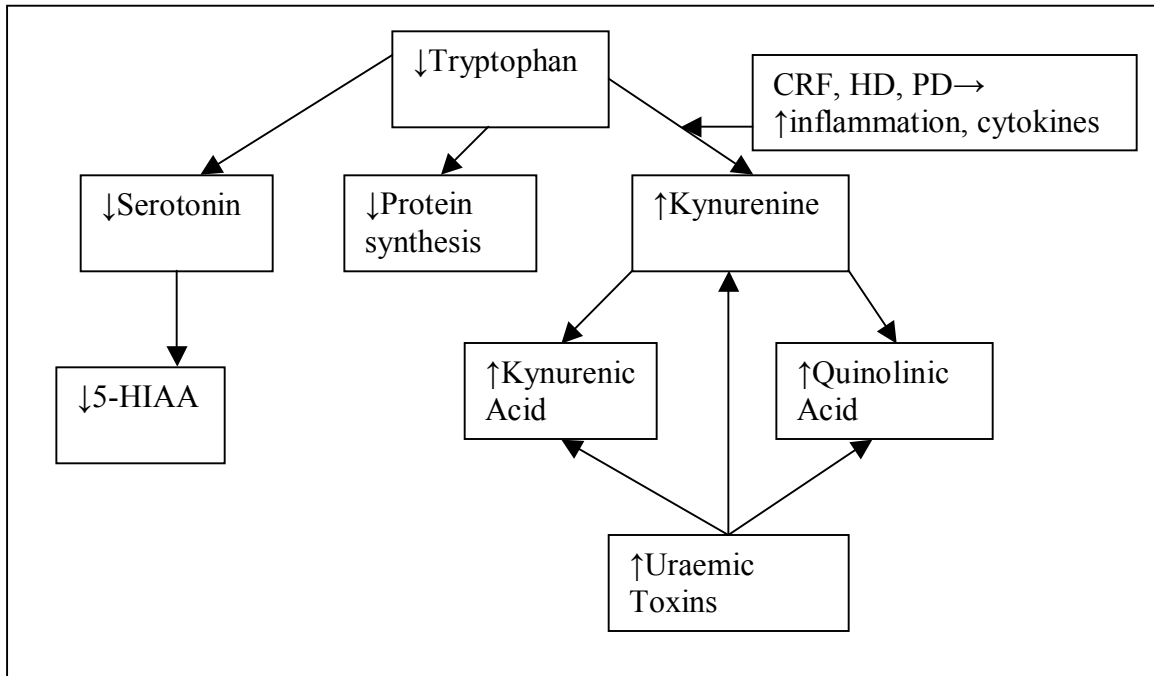 ↓Tryptophan
CRF, HD, PD→
↑inflammation, cytokines
↓Serotonin
↓Protein
synthesis
↑Kynurenine
↓5-HIAA
↑Kynurenic
Acid
↑Quinolinic
Acid
↑Uraemic
Toxins